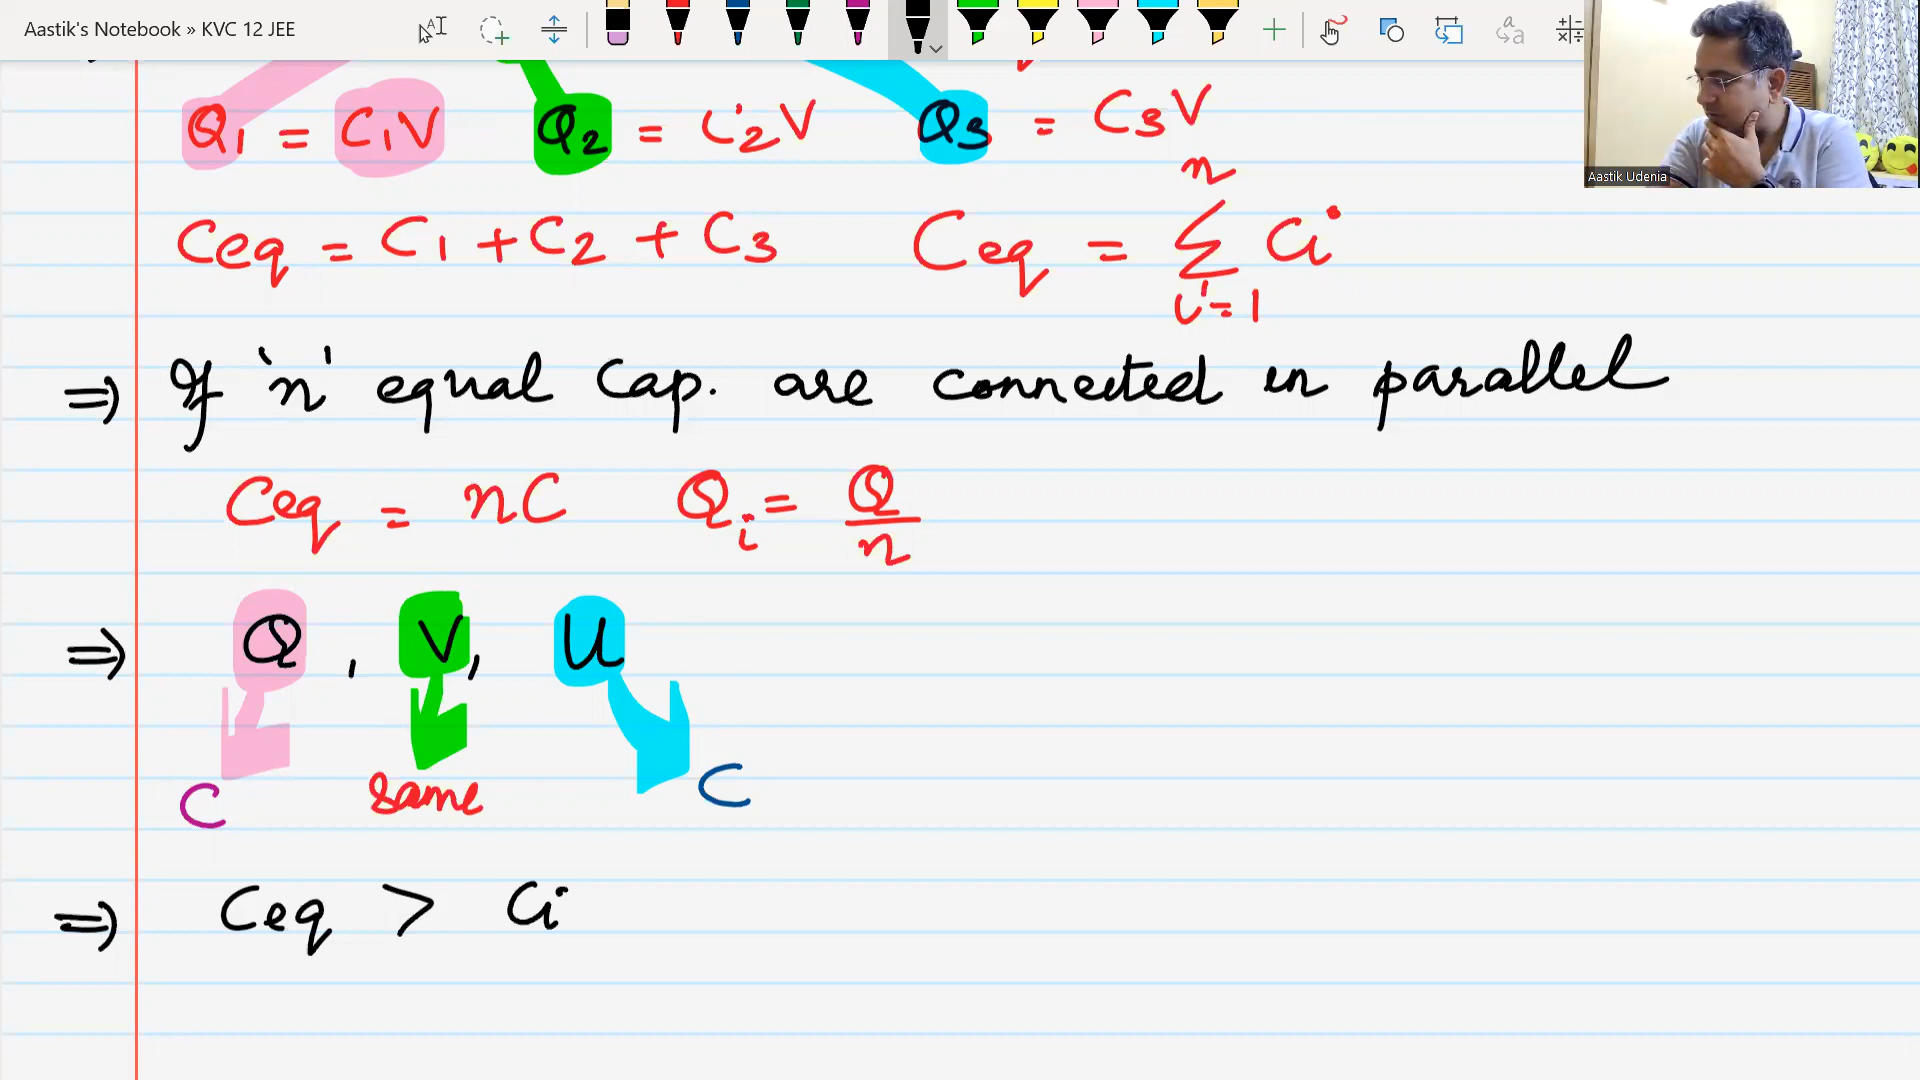 Aastik's Notebook » KVC 12 JEE
Q1 = C1V Q2 = C2V Q3 = C3V
Ceq = C1 + C2 + C3 Ceq = n Σ i=1 Ci
⇒ If 'n' equal Cap. are connected in parallel
Ceq = nC Qi = Q/n
⇒ Q , V, U
C same C
⇒ Ceq > Ci
Aastik Udenia